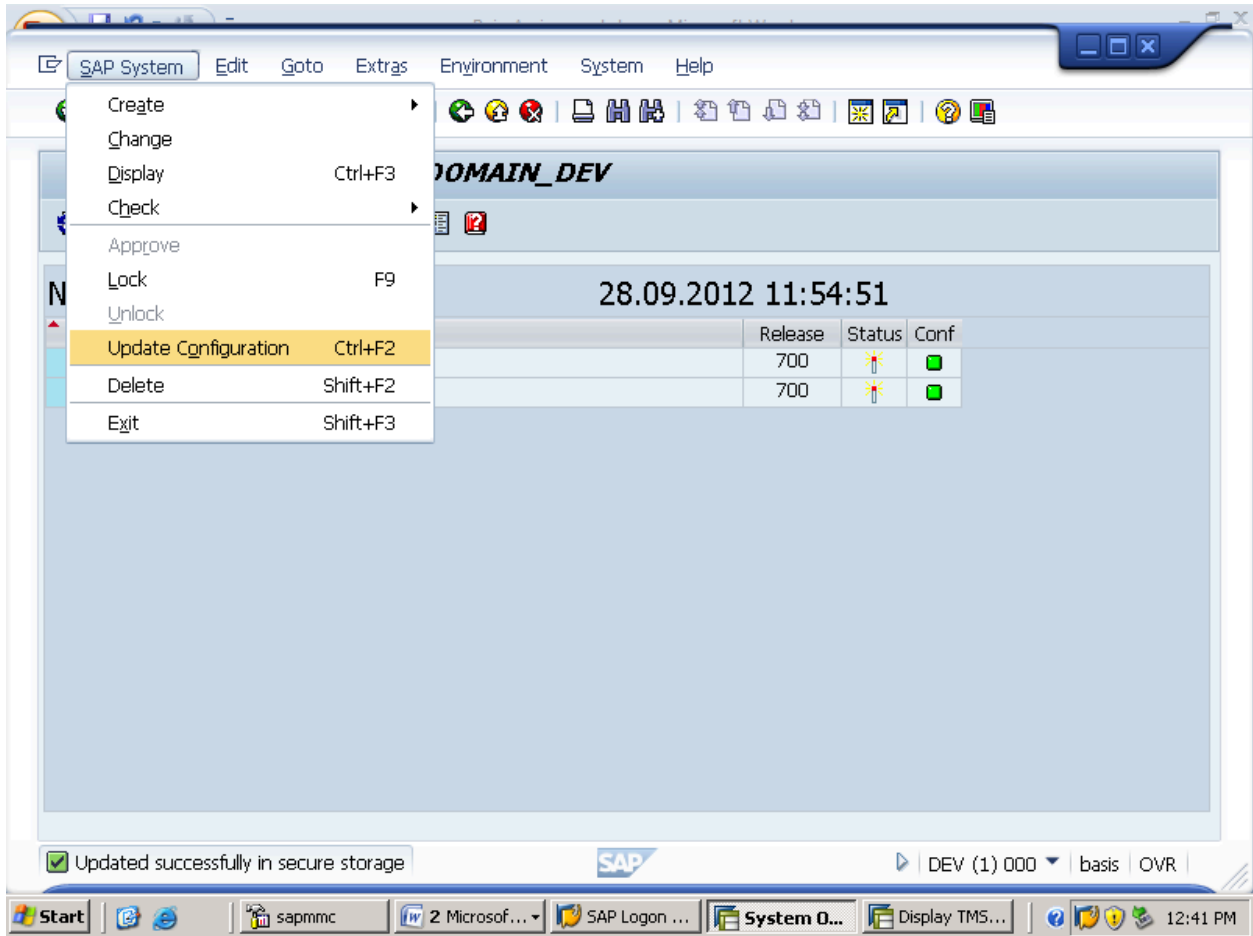 SAP System Edit Goto Extras Environment System Help
Create
Change
Display Ctrl+F3
Check
Approve
Lock F9
Unlock
Update Configuration Ctrl+F2
Delete Shift+F2
Exit Shift+F3
DOMAIN_DEV
N 28.09.2012 11:54:51
Release Status Conf
700
700
Updated successfully in secure storage
SAP
DEV (1) 000 basis OVR
Start sapmmc 2 Microsof... SAP Logon ... System O... Display TMS... 12:41 PM